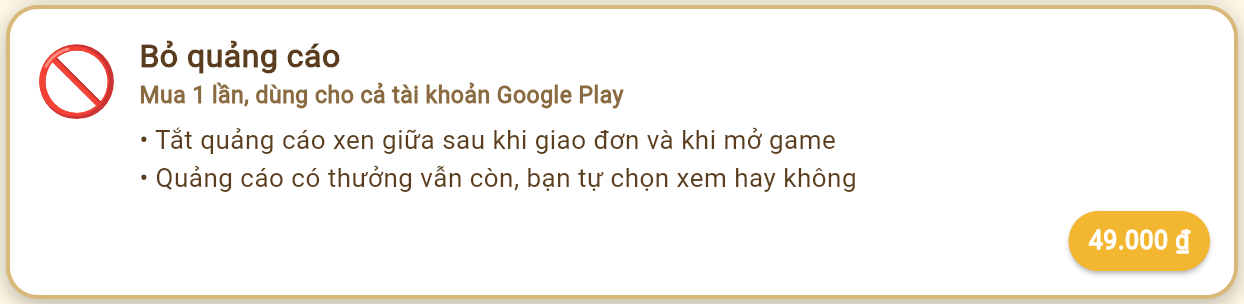 Bỏ quảng cáo
Mua 1 lần, dùng cho cả tài khoản Google Play
• Tắt quảng cáo xen giữa sau khi giao đơn và khi mở game
• Quảng cáo có thưởng vẫn còn, bạn tự chọn xem hay không
49.000 ₫